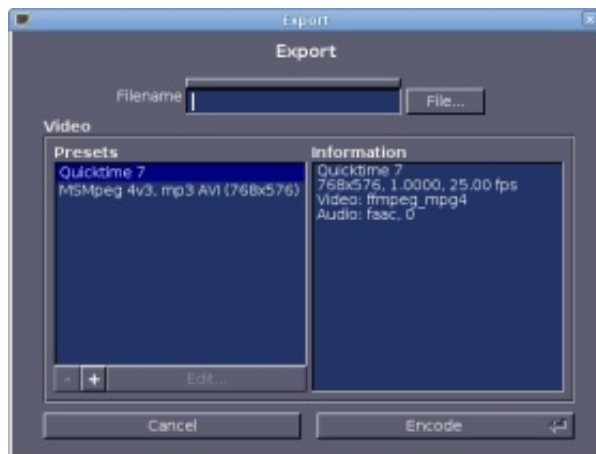 Export
Export
Filename
File...
Video
Presets
Information
Quicktime 7
MSMpeg 4v3, mp3 AVI (768x576)
Quicktime 7
768x576, 1.0000, 25.00 fps
Video: ffmpeg_mpg4
Audio: faac, 0
- + Edit...
Cancel
Encode